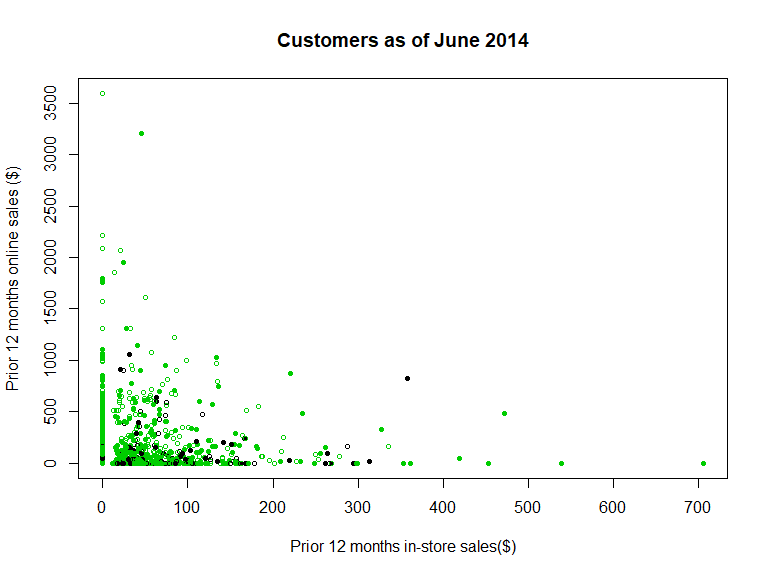 Customers as of June 2014
Prior 12 months online sales ($)
3500
3000
2500
2000
1500
1000
500
0
0 100 200 300 400 500 600 700
Prior 12 months in-store sales($)